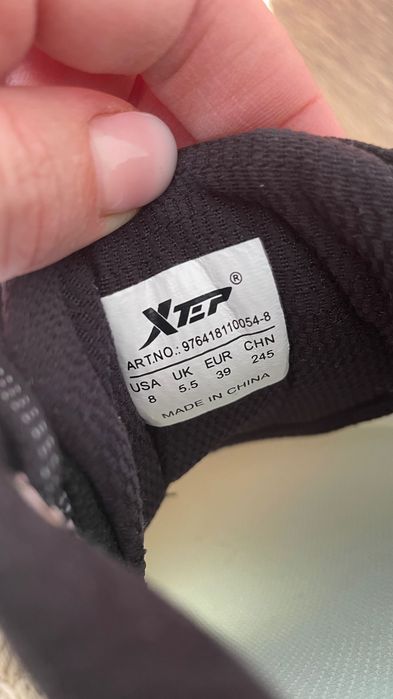 XTEP®
ART.NO.: 976418110054-8
USA UK EUR CHN
8 5.5 39 245
MADE IN CHINA